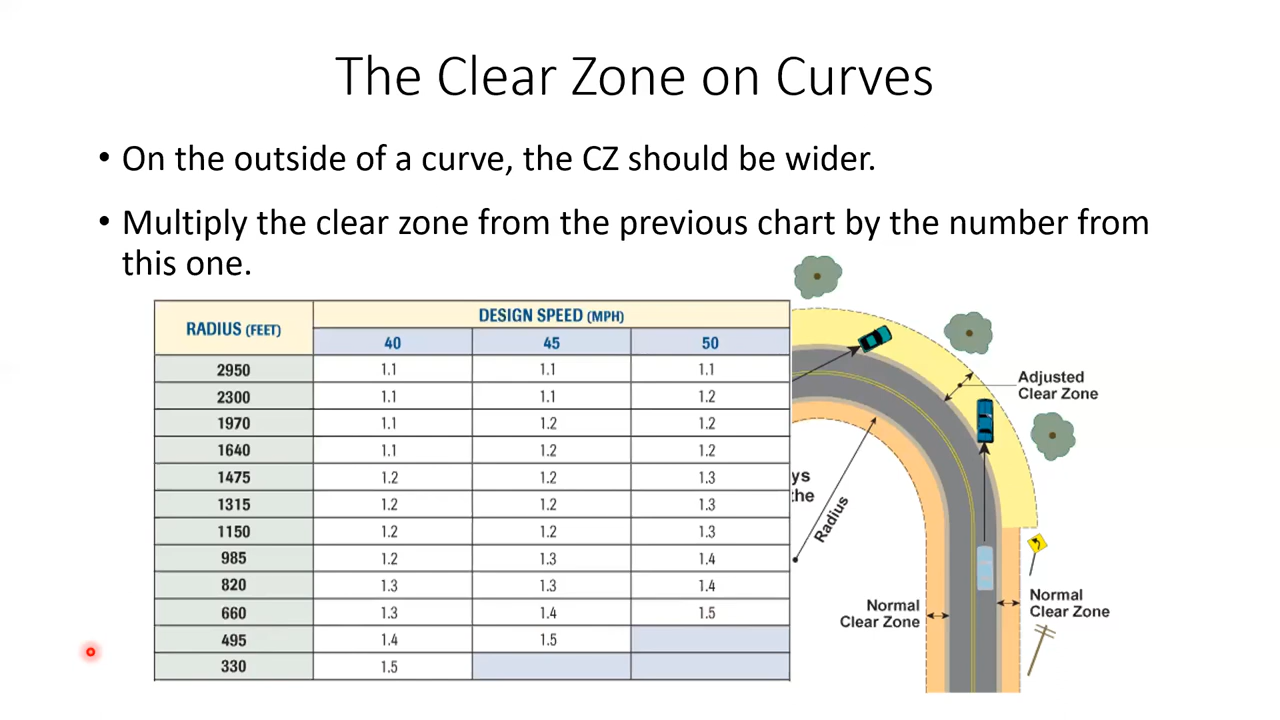 The Clear Zone on Curves
• On the outside of a curve, the CZ should be wider.
• Multiply the clear zone from the previous chart by the number from
this one.
RADIUS (FEET) DESIGN SPEED (MPH)
40 45 50
2950 1.1 1.1 1.1
2300 1.1 1.1 1.2
1970 1.1 1.2 1.2
1640 1.1 1.2 1.2
1475 1.2 1.2 1.3
1315 1.2 1.2 1.3
1150 1.2 1.2 1.3
985 1.2 1.3 1.4
820 1.3 1.3 1.4
660 1.3 1.4 1.5
495 1.4 1.5
330 1.5
Adjusted
Clear Zone
ys
the
Radius
Normal
Clear Zone
Normal
Clear Zone